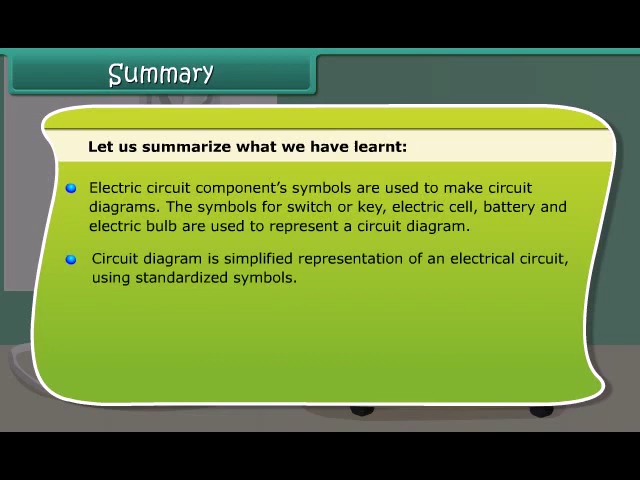 Summary
Let us summarize what we have learnt:
Electric circuit component's symbols are used to make circuit
diagrams. The symbols for switch or key, electric cell, battery and
electric bulb are used to represent a circuit diagram.
Circuit diagram is simplified representation of an electrical circuit,
using standardized symbols.